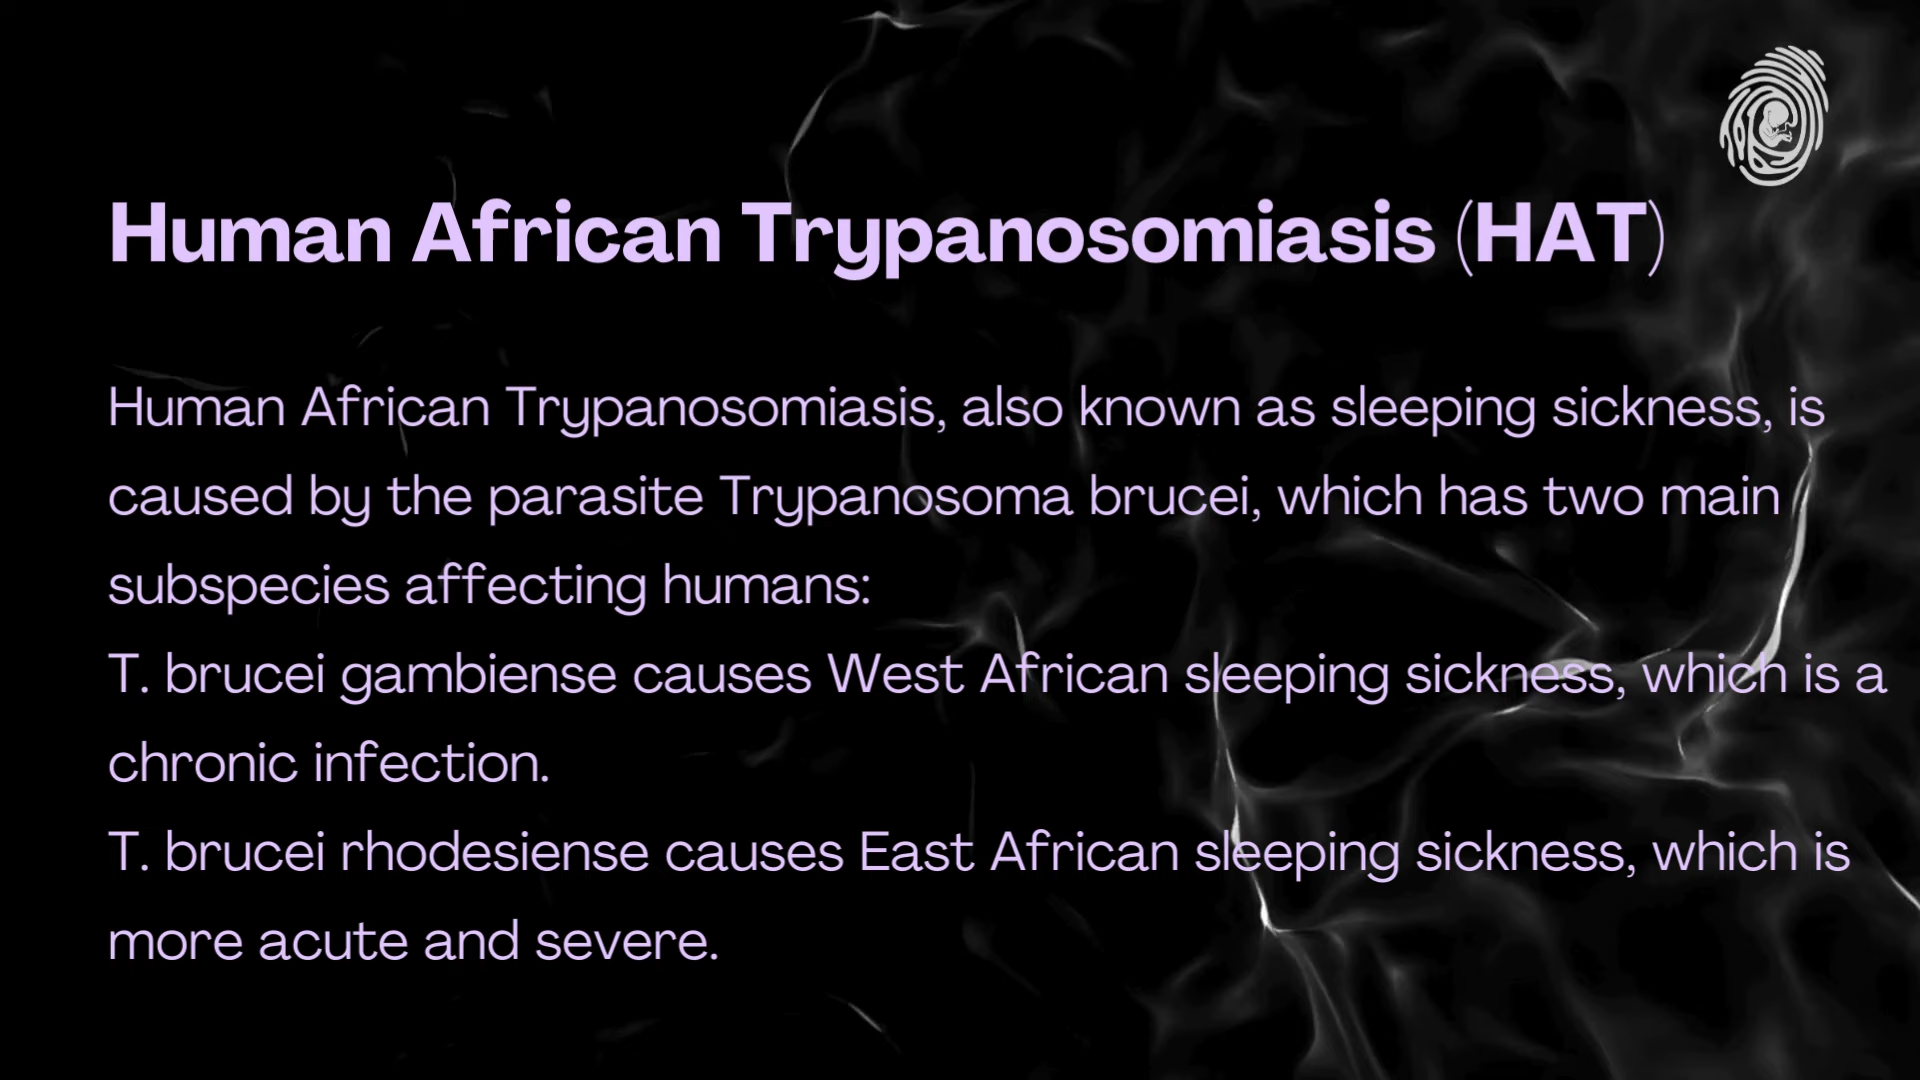 Human African Trypanosomiasis (HAT)
Human African Trypanosomiasis, also known as sleeping sickness, is
caused by the parasite Trypanosoma brucei, which has two main
subspecies affecting humans:
T. brucei gambiense causes West African sleeping sickness, which is a
chronic infection.
T. brucei rhodesiense causes East African sleeping sickness, which is
more acute and severe.